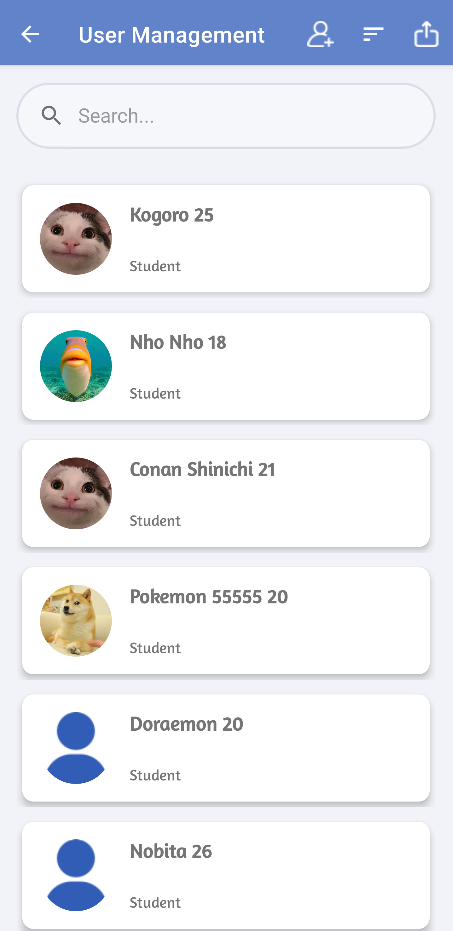 User Management
Search...
Kogoro 25
Student
Nho Nho 18
Student
Conan Shinichi 21
Student
Pokemon 55555 20
Student
Doraemon 20
Student
Nobita 26
Student